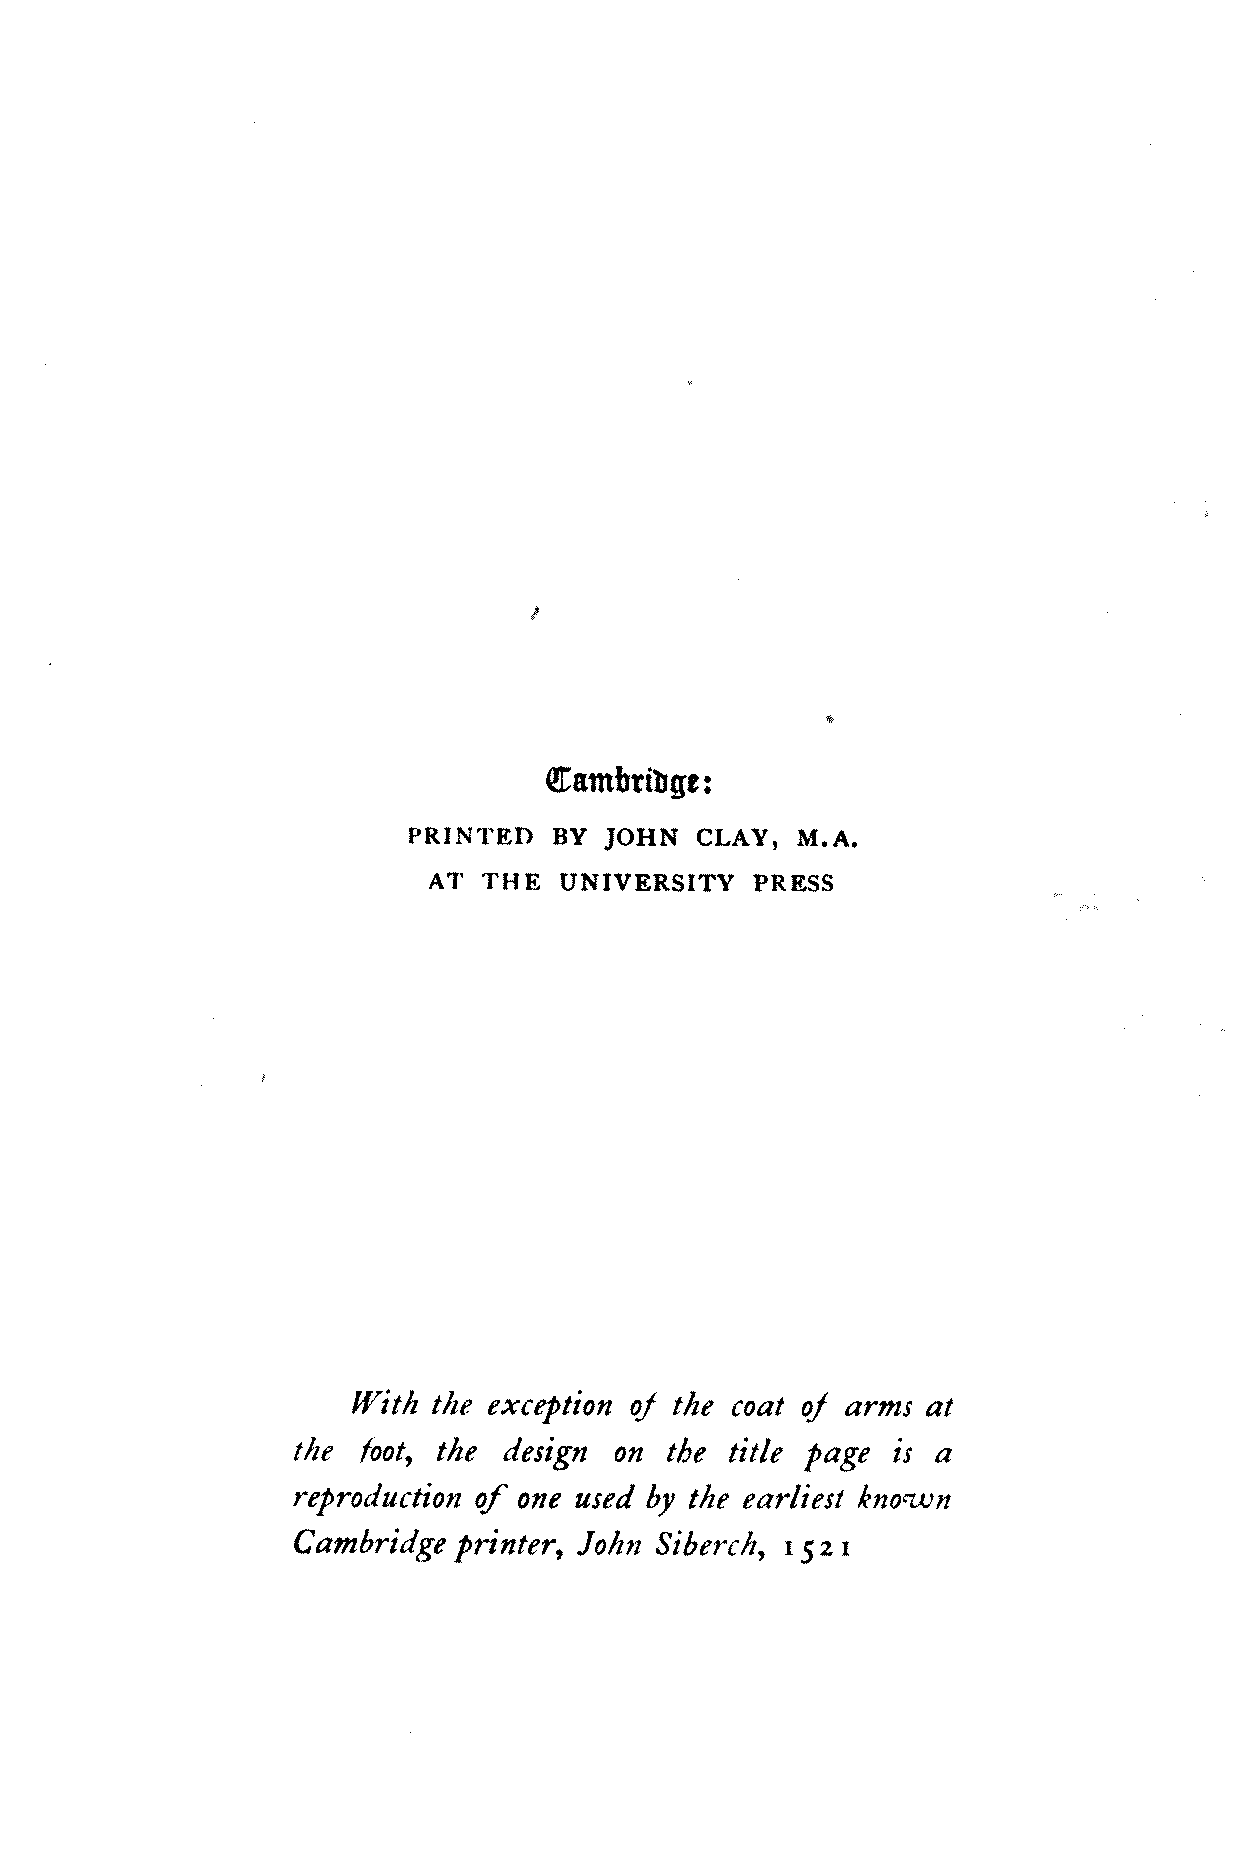 Cambridge:
PRINTED BY JOHN CLAY, M.A.
AT THE UNIVERSITY PRESS
With the exception of the coat of arms at
the foot, the design on the title page is a
reproduction of one used by the earliest known
Cambridge printer, John Siberch, 1521